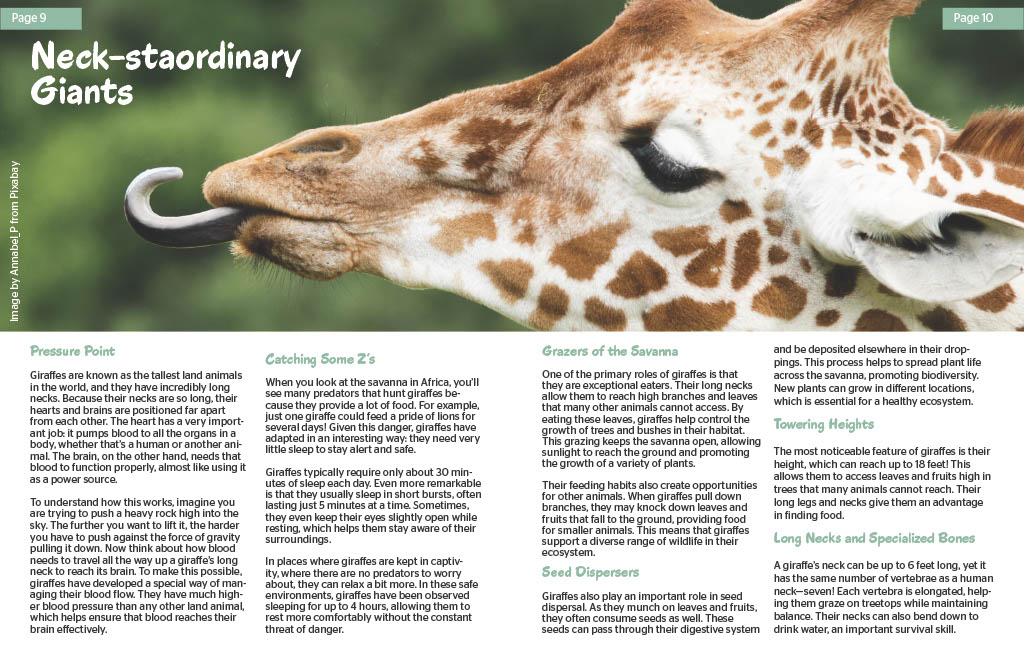 Page 9
Page 10
Neck-staordinary
Giants
Image by Annabel_P from Pixabay
Pressure Point
Giraffes are known as the tallest land animals
in the world, and they have incredibly long
necks. Because their necks are so long, their
hearts and brains are positioned far apart
from each other. The heart has a very import-
ant job: it pumps blood to all the organs in a
body, whether that's a human or another ani-
mal. The brain, on the other hand, needs that
blood to function properly, almost like using it
as a power source.
To understand how this works, imagine you
are trying to push a heavy rock high into the
sky. The further you want to lift it, the harder
you have to push against the force of gravity
pulling it down. Now think about how blood
needs to travel all the way up a giraffe's long
neck to reach its brain. To make this possible,
giraffes have developed a special way of man-
aging their blood flow. They have much high-
er blood pressure than any other land animal,
which helps ensure that blood reaches their
brain effectively.
Catching Some Z's
When you look at the savanna in Africa, you'll
see many predators that hunt giraffes be-
cause they provide a lot of food. For example,
just one giraffe could feed a pride of lions for
several days! Given this danger, giraffes have
adapted in an interesting way: they need very
little sleep to stay alert and safe.
Giraffes typically require only about 30 min-
utes of sleep each day. Even more remarkable
is that they usually sleep in short bursts, often
lasting just 5 minutes at a time. Sometimes,
they even keep their eyes slightly open while
resting, which helps them stay aware of their
surroundings.
In places where giraffes are kept in captiv-
ity, where there are no predators to worry
about, they can relax a bit more. In these safe
environments, giraffes have been observed
sleeping for up to 4 hours, allowing them to
rest more comfortably without the constant
threat of danger.
Grazers of the Savanna
One of the primary roles of giraffes is that
they are exceptional eaters. Their long necks
allow them to reach high branches and leaves
that many other animals cannot access. By
eating these leaves, giraffes help control the
growth of trees and bushes in their habitat.
This grazing keeps the savanna open, allowing
sunlight to reach the ground and promoting
the growth of a variety of plants.
Their feeding habits also create opportunities
for other animals. When giraffes pull down
branches, they may knock down leaves and
fruits that fall to the ground, providing food
for smaller animals. This means that giraffes
support a diverse range of wildlife in their
ecosystem.
Seed Dispersers
Giraffes also play an important role in seed
dispersal. As they munch on leaves and fruits,
they often consume seeds as well. These
seeds can pass through their digestive system
and be deposited elsewhere in their drop-
pings. This process helps to spread plant life
across the savanna, promoting biodiversity.
New plants can grow in different locations,
which is essential for a healthy ecosystem.
Towering Heights
The most noticeable feature of giraffes is their
height, which can reach up to 18 feet! This
allows them to access leaves and fruits high in
trees that many animals cannot reach. Their
long legs and necks give them an advantage
in finding food.
Long Necks and Specialized Bones
A giraffe's neck can be up to 6 feet long, yet it
has the same number of vertebrae as a human
neck—seven! Each vertebra is elongated, help-
ing them graze on treetops while maintaining
balance. Their necks can also bend down to
drink water, an important survival skill.